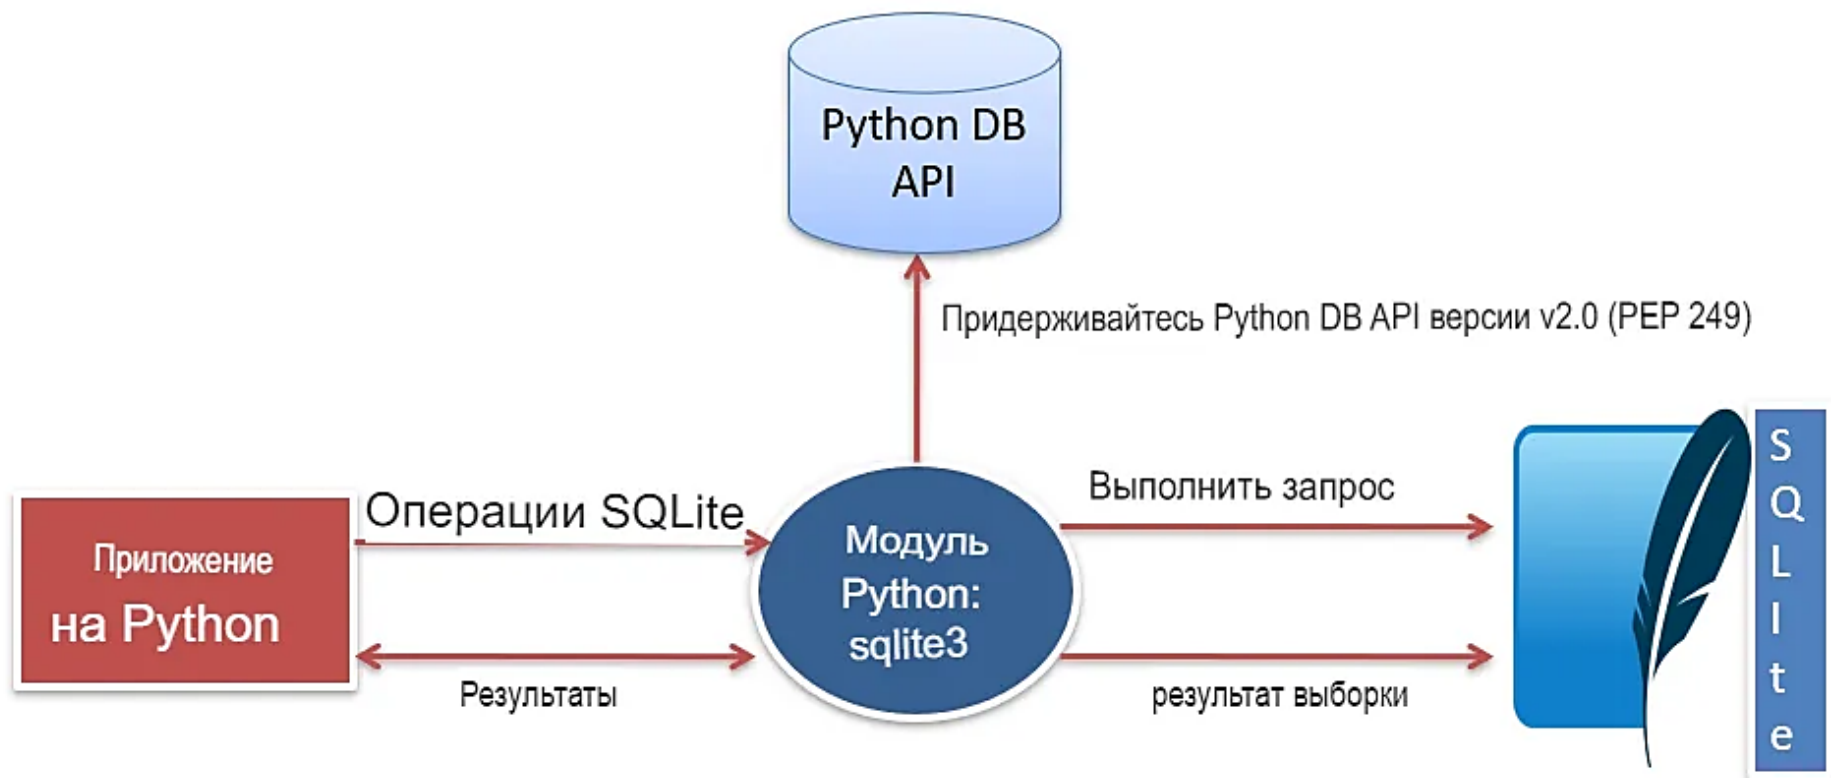 Python DB
API
Придерживайтесь Python DB API версии v2.0 (PEP 249)
Операции SQLite
Выполнить запрос
Приложение
на Python
Модуль
Python:
sqlite3
Результаты
результат выборки
S
Q
L
I
t
e